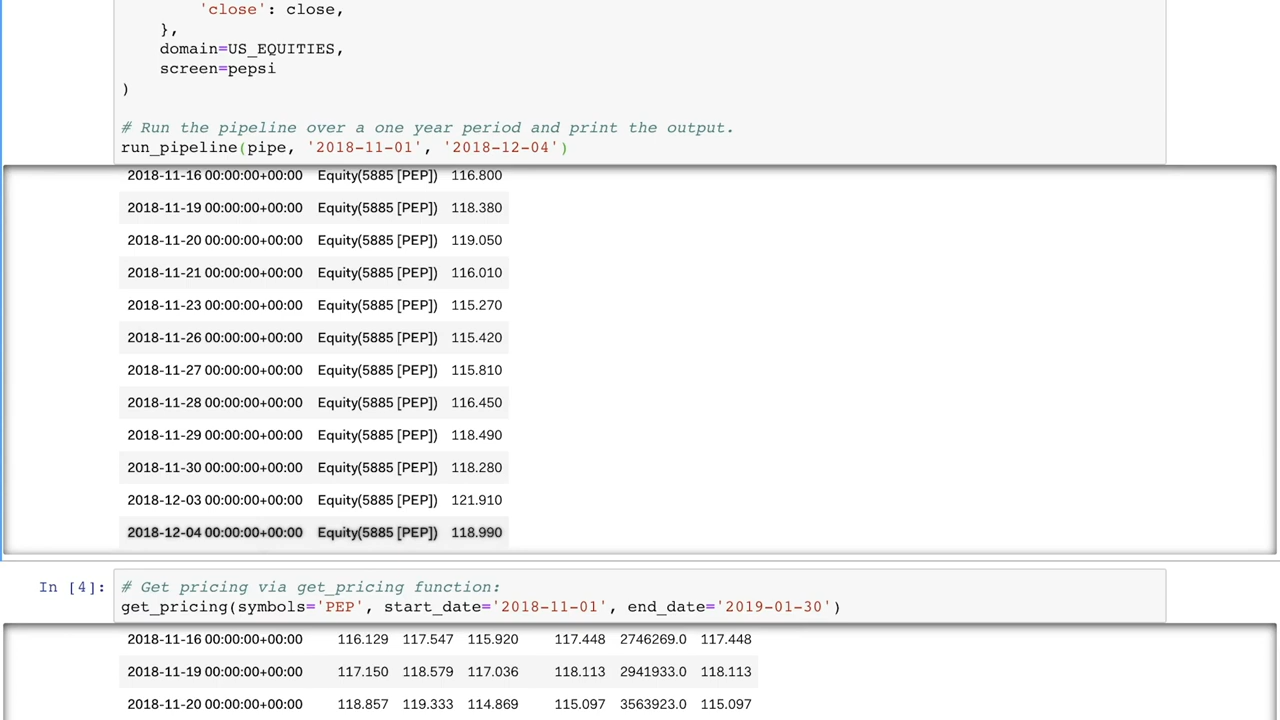 'close': close,
},
domain=US_EQUITIES,
screen=pepsi
)
# Run the pipeline over a one year period and print the output.
run_pipeline(pipe, '2018-11-01', '2018-12-04')
2018-11-16 00:00:00+00:00 Equity(5885 [PEP]) 116.800
2018-11-19 00:00:00+00:00 Equity(5885 [PEP]) 118.380
2018-11-20 00:00:00+00:00 Equity(5885 [PEP]) 119.050
2018-11-21 00:00:00+00:00 Equity(5885 [PEP]) 116.010
2018-11-23 00:00:00+00:00 Equity(5885 [PEP]) 115.270
2018-11-26 00:00:00+00:00 Equity(5885 [PEP]) 115.420
2018-11-27 00:00:00+00:00 Equity(5885 [PEP]) 115.810
2018-11-28 00:00:00+00:00 Equity(5885 [PEP]) 116.450
2018-11-29 00:00:00+00:00 Equity(5885 [PEP]) 118.490
2018-11-30 00:00:00+00:00 Equity(5885 [PEP]) 118.280
2018-12-03 00:00:00+00:00 Equity(5885 [PEP]) 121.910
2018-12-04 00:00:00+00:00 Equity(5885 [PEP]) 118.990
In [4]: # Get pricing via get_pricing function:
get_pricing(symbols='PEP', start_date='2018-11-01', end_date='2019-01-30')
2018-11-16 00:00:00+00:00 116.129 117.547 115.920 117.448 2746269.0 117.448
2018-11-19 00:00:00+00:00 117.150 118.579 117.036 118.113 2941933.0 118.113
2018-11-20 00:00:00+00:00 118.857 119.333 114.869 115.097 3563923.0 115.097